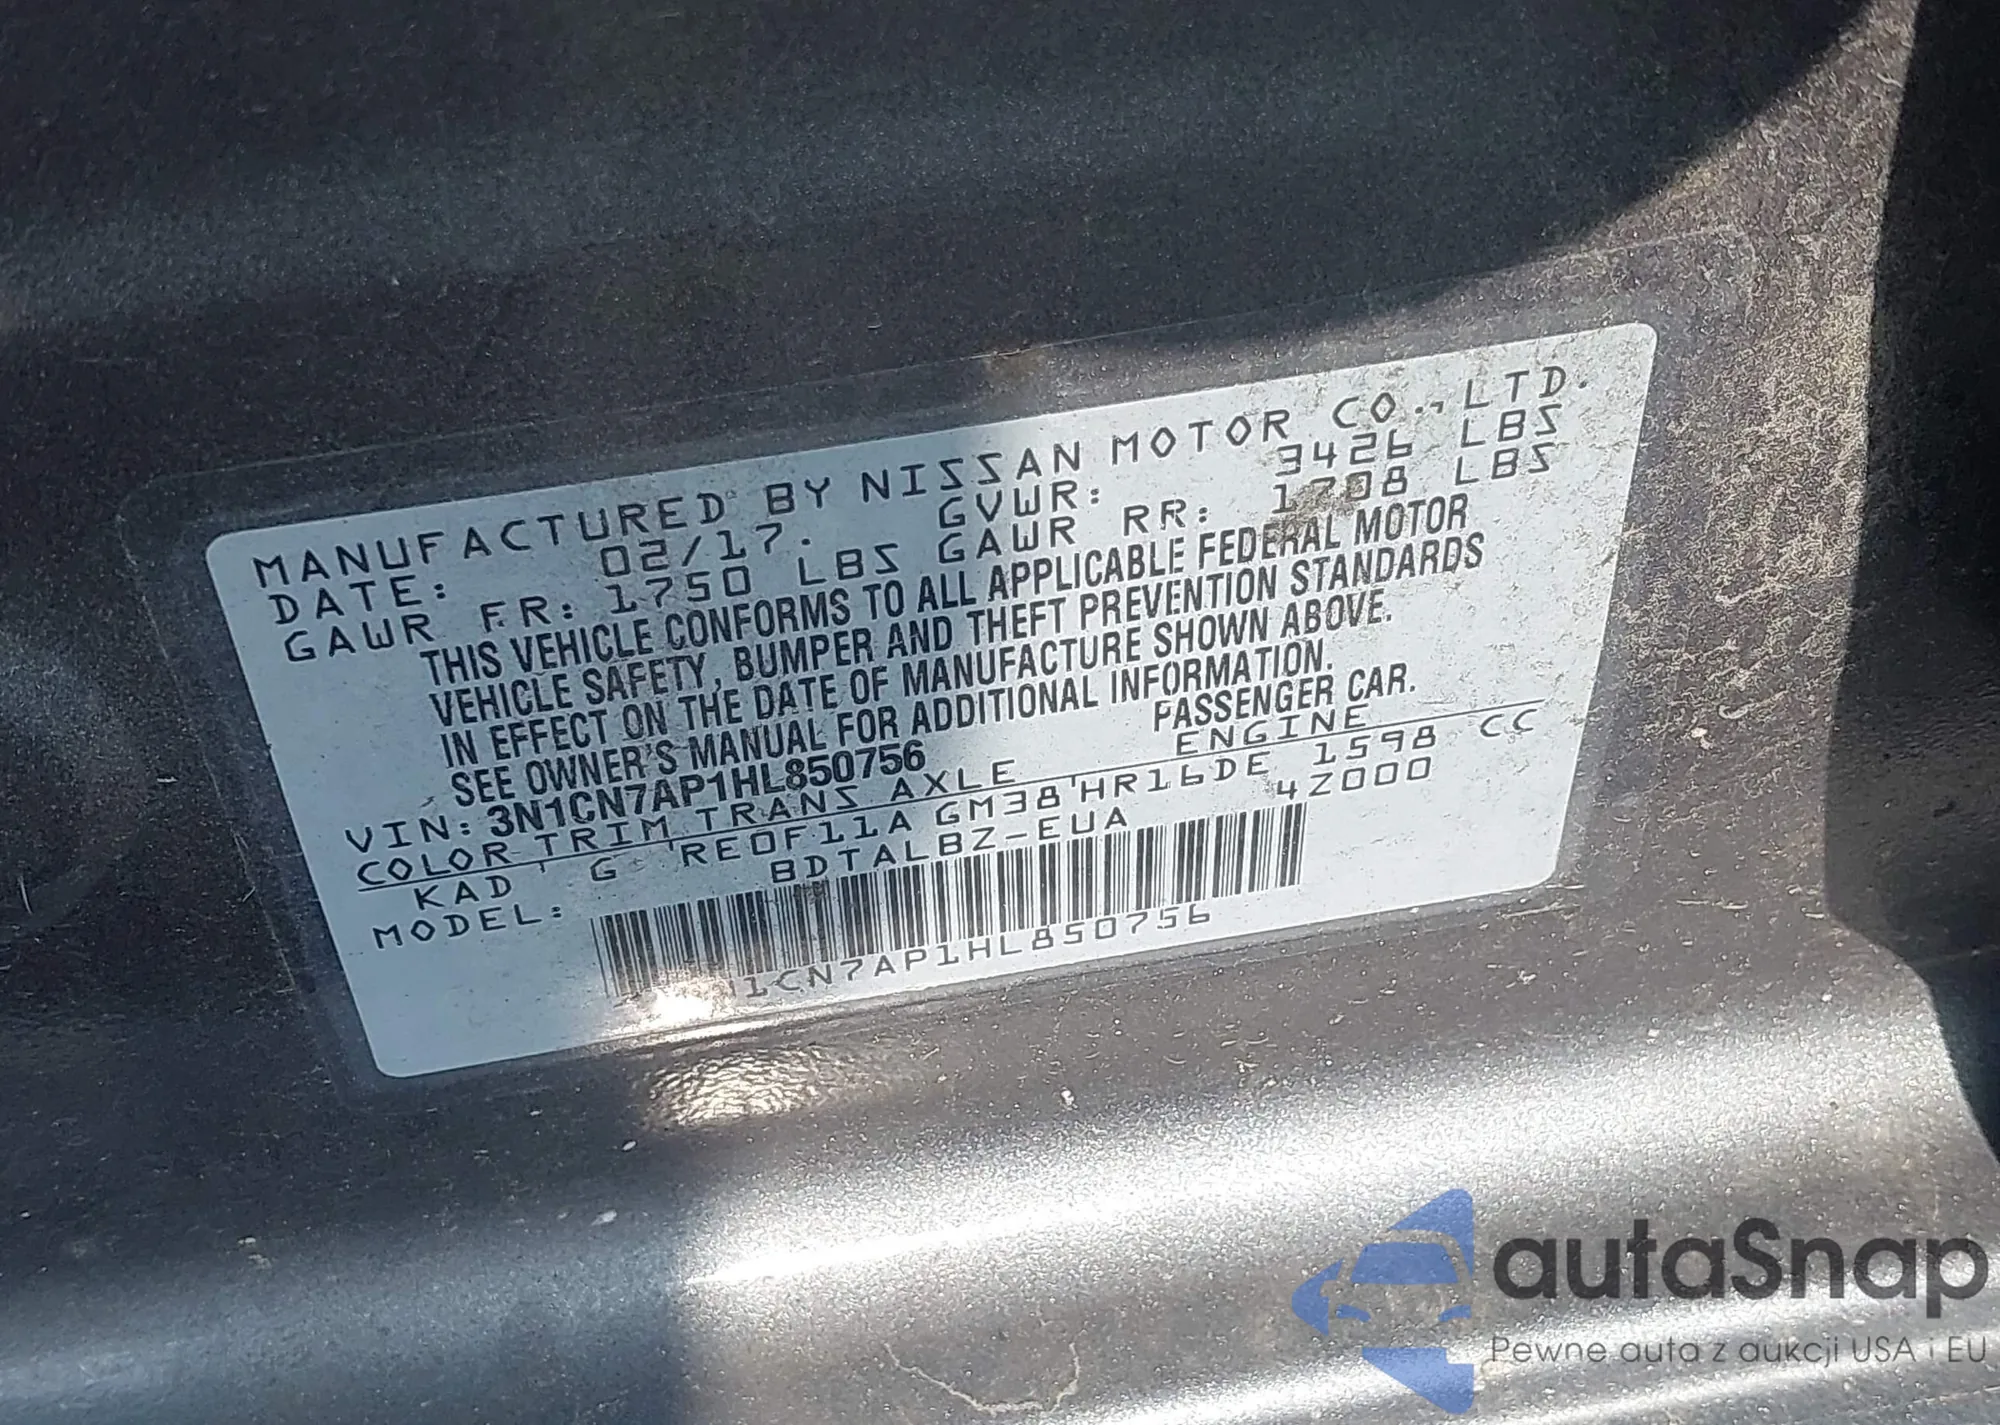 MANUFACTURED BY NISSAN MOTOR CO., LTD.
DATE: 02/17. GVWR: 3426 LBS
GAWR FR: 1750 LBS GAWR RR: 1708 LBS
THIS VEHICLE CONFORMS TO ALL APPLICABLE FEDERAL MOTOR
VEHICLE SAFETY, BUMPER AND THEFT PREVENTION STANDARDS
IN EFFECT ON THE DATE OF MANUFACTURE SHOWN ABOVE.
SEE OWNER'S MANUAL FOR ADDITIONAL INFORMATION.
VIN: 3N1CN7AP1HL850756 PASSENGER CAR.
COLOR TRIM TRANS AXLE ENGINE
KAD G RE0F11A GM38 HR16DE 1598 CC
MODEL: BDTALBZ-EUA 4Z000
1CN7AP1HL850756
autaSnap
Pewne auta z aukcji USA i EU